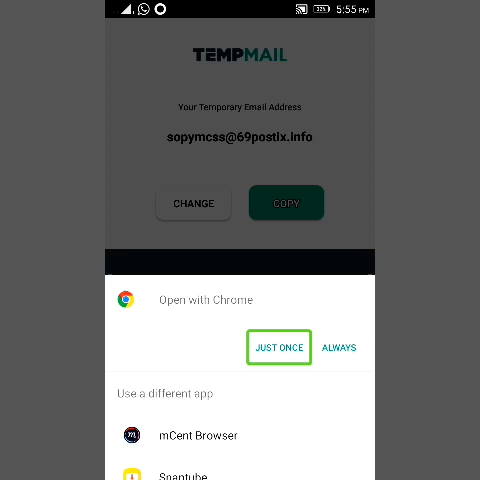 32%
5:55 PM
TEMPMAIL
Your Temporary Email Address
sopymcss@69postix.info
CHANGE
COPY
Open with Chrome
JUST ONCE
ALWAYS
Use a different app
mCent Browser
Snaptube